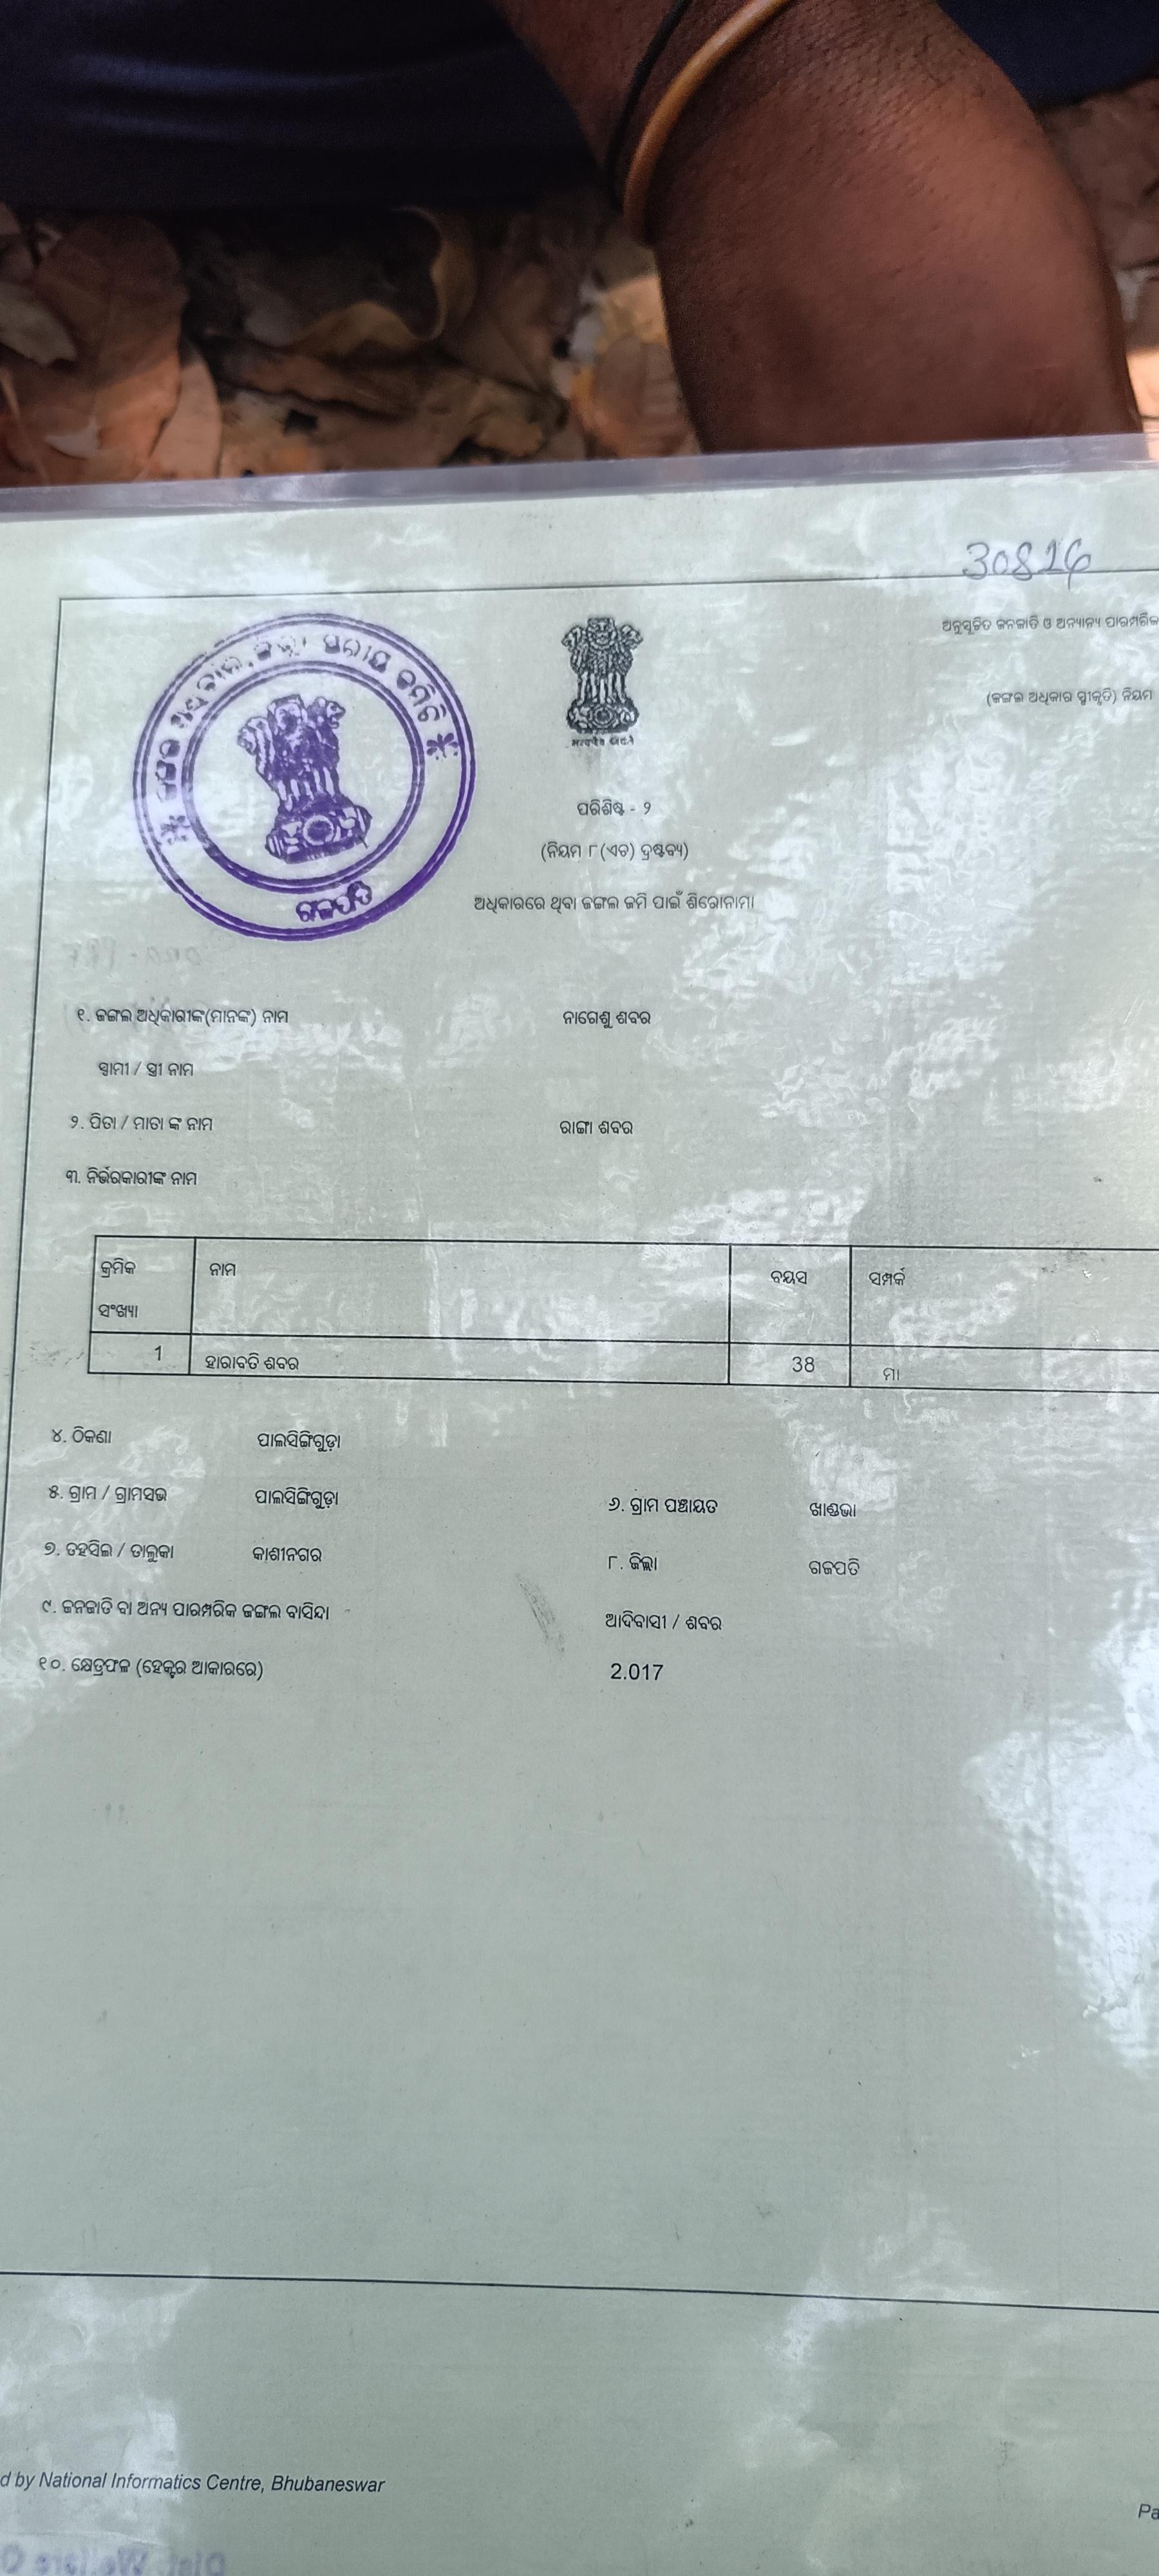 30816
ଅନୁସୂଚିତ ଜନଜାତି ଓ ଅନ୍ୟାନ୍ୟ ପାରମ୍ପରିକ
(ଜଙ୍ଗଲ ଅଧିକାର ସ୍ୱୀକୃତି) ନିୟମ
ଗଜପତି
ପରିଶିଷ୍ଟ - ୨
(ନିୟମ ୮(ଏଚ) ଦ୍ରଷ୍ଟବ୍ୟ)
ଅଧିକାରରେ ଥିବା ଜଙ୍ଗଲ ଜମି ପାଇଁ ଶିରୋନାମା
୧. ଜଙ୍ଗଲ ଅଧିକାରୀଙ୍କ(ମାନଙ୍କ) ନାମ ନାଗେଶୁ ଶବର
ସ୍ୱାମୀ / ସ୍ତ୍ରୀ ନାମ
୨. ପିତା / ମାତା ଙ୍କ ନାମ ରାଙ୍ଗା ଶବର
୩. ନିର୍ଭରକାରୀଙ୍କ ନାମ
କ୍ରମିକ ସଂଖ୍ୟା ନାମ ବୟସ ସମ୍ପର୍କ
1 ହାରାବତି ଶବର 38 ମା
୪. ଠିକଣା ପାଲସିଙ୍ଗିଗୁଡ଼ା
୫. ଗ୍ରାମ / ଗ୍ରାମସଭା ପାଲସିଙ୍ଗିଗୁଡ଼ା ୬. ଗ୍ରାମ ପଞ୍ଚାୟତ ଖାଣ୍ଡଭା
୭. ତହସିଲ / ତାଲୁକା କାଶୀନଗର ୮. ଜିଲ୍ଲା ଗଜପତି
୯. ଜନଜାତି ବା ଅନ୍ୟ ପାରମ୍ପରିକ ଜଙ୍ଗଲ ବାସିନ୍ଦା ଆଦିବାସୀ / ଶବର
୧୦. କ୍ଷେତ୍ରଫଳ (ହେକ୍ଟର ଆକାରରେ) 2.017
d by National Informatics Centre, Bhubaneswar
Pa